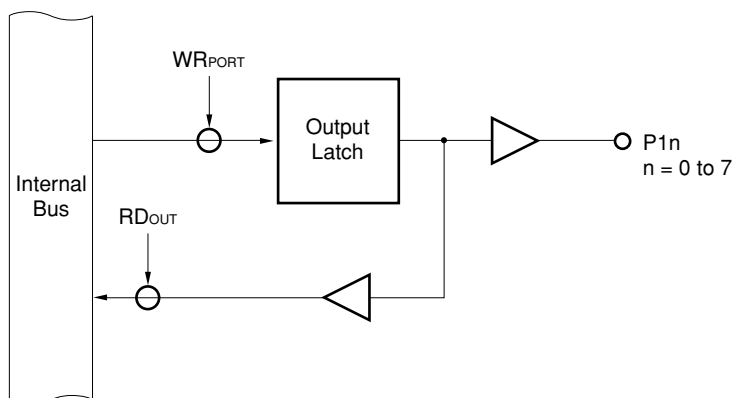 WRPORT
Output
Latch
P1n
n = 0 to 7
Internal
Bus
RDOUT